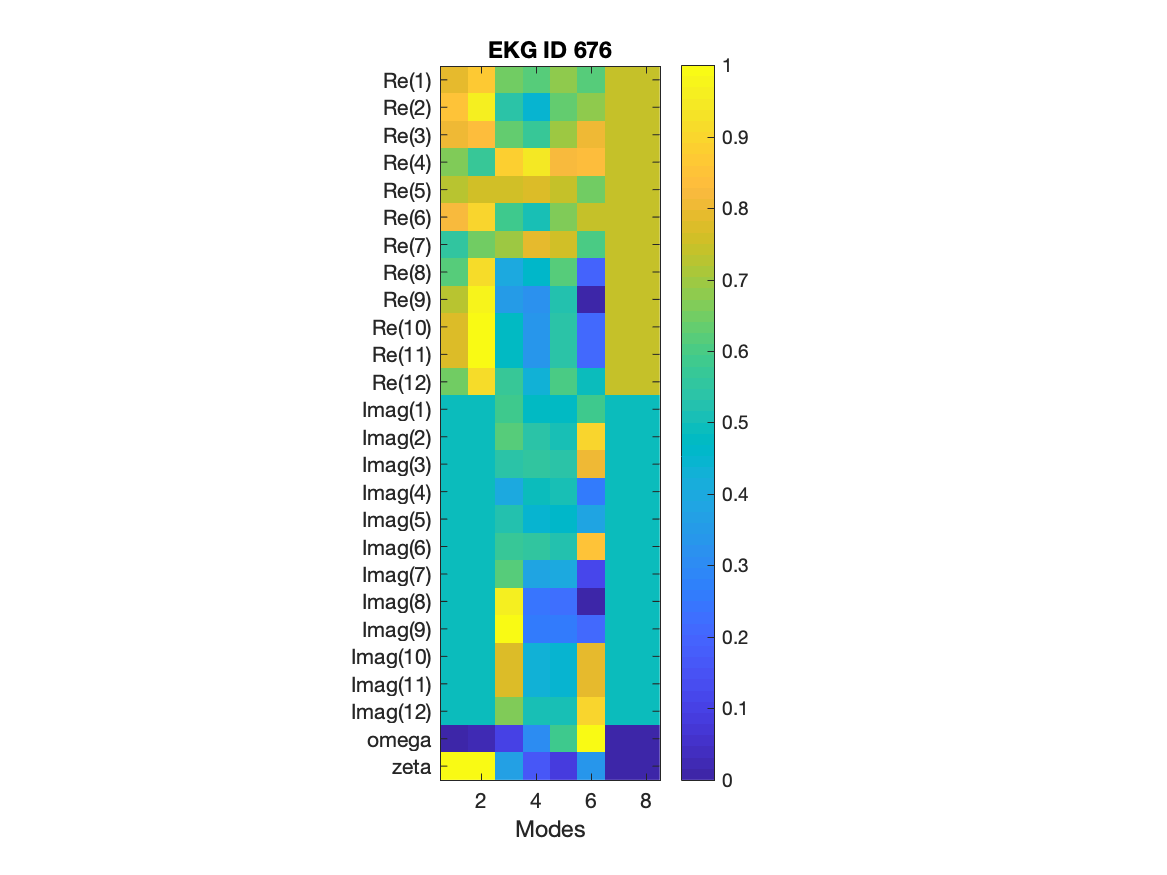 EKG ID 676
Re(1)
Re(2)
Re(3)
Re(4)
Re(5)
Re(6)
Re(7)
Re(8)
Re(9)
Re(10)
Re(11)
Re(12)
Imag(1)
Imag(2)
Imag(3)
Imag(4)
Imag(5)
Imag(6)
Imag(7)
Imag(8)
Imag(9)
Imag(10)
Imag(11)
Imag(12)
omega
zeta
2 4 6 8
Modes
1
0.9
0.8
0.7
0.6
0.5
0.4
0.3
0.2
0.1
0